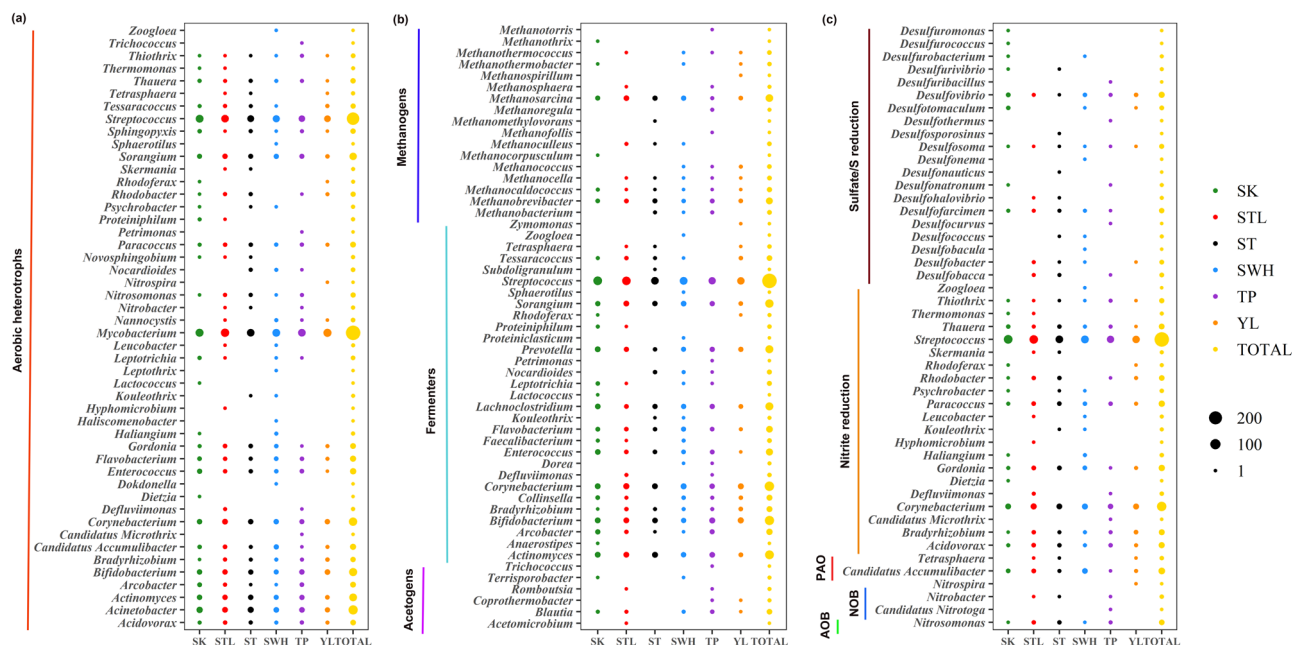 (a)
Aerobic heterotrophs
Zoogloea
Trichococcus
Thiothrix
Thermomonas
Thauera
Tetrasphaera
Tessaracoccus
Streptococcus
Sphingopyxis
Sphaerotilus
Sorangium
Skermania
Rhodoferax
Rhodobacter
Psychrobacter
Proteiniphilum
Petrimonas
Paracoccus
Novosphingobium
Nocardioides
Nitrospira
Nitrosomonas
Nitrobacter
Nannocystis
Mycobacterium
Leucobacter
Leptotrichia
Leptothrix
Lactococcus
Kouleothrix
Hyphomicrobium
Haliscomenobacter
Haliangium
Gordonia
Flavobacterium
Enterococcus
Dokdonella
Dietzia
Defluviimonas
Corynebacterium
Candidatus Microthrix
Candidatus Accumulibacter
Bradyrhizobium
Bifidobacterium
Arcobacter
Actinomyces
Acinetobacter
Acidovorax
SK STL ST SWH TP YL TOTAL
(b)
Methanogens
Fermenters
Acetogens
Methanotorris
Methanothrix
Methanothermococcus
Methanothermobacter
Methanospirillum
Methanosphaera
Methanosarcina
Methanoregula
Methanomethylovorans
Methanofollis
Methanoculleus
Methanocorpusculum
Methanococcus
Methanocella
Methanocaldococcus
Methanobrevibacter
Methanobacterium
Zymomonas
Zoogloea
Tetrasphaera
Tessaracoccus
Subdoligranulum
Streptococcus
Sphaerotilus
Sorangium
Rhodoferax
Proteiniphilum
Proteiniclasticum
Prevotella
Petrimonas
Nocardioides
Leptotrichia
Lactococcus
Lachnoclostridium
Kouleothrix
Flavobacterium
Faecalibacterium
Enterococcus
Dorea
Defluviimonas
Corynebacterium
Collinsella
Bradyrhizobium
Bifidobacterium
Arcobacter
Anaerostipes
Actinomyces
Trichococcus
Terrisporobacter
Romboutsia
Coprothermobacter
Blautia
Acetomicrobium
SK STL ST SWH TP YL TOTAL
(c)
Sulfate/S reduction
Nitrite reduction
PAO
NOB
AOB
Desulfuromonas
Desulfurococcus
Desulfurobacterium
Desulfurivibrio
Desulfuribacillus
Desulfovibrio
Desulfotomaculum
Desulfothermus
Desulfosporosinus
Desulfosoma
Desulfonema
Desulfonauticus
Desulfonatronum
Desulfohalovibrio
Desulfofarcimen
Desulfocurvus
Desulfococcus
Desulfobacula
Desulfobacter
Desulfobacca
Zoogloea
Thiothrix
Thermomonas
Thauera
Streptococcus
Skermania
Rhodoferax
Rhodobacter
Psychrobacter
Paracoccus
Leucobacter
Kouleothrix
Hyphomicrobium
Haliangium
Gordonia
Dietzia
Defluviimonas
Corynebacterium
Candidatus Microthrix
Bradyrhizobium
Acidovorax
Tetrasphaera
Candidatus Accumulibacter
Nitrospira
Nitrobacter
Candidatus Nitrotoga
Nitrosomonas
SK STL ST SWH TP YL TOTAL
SK
STL
ST
SWH
TP
YL
TOTAL
200
100
1